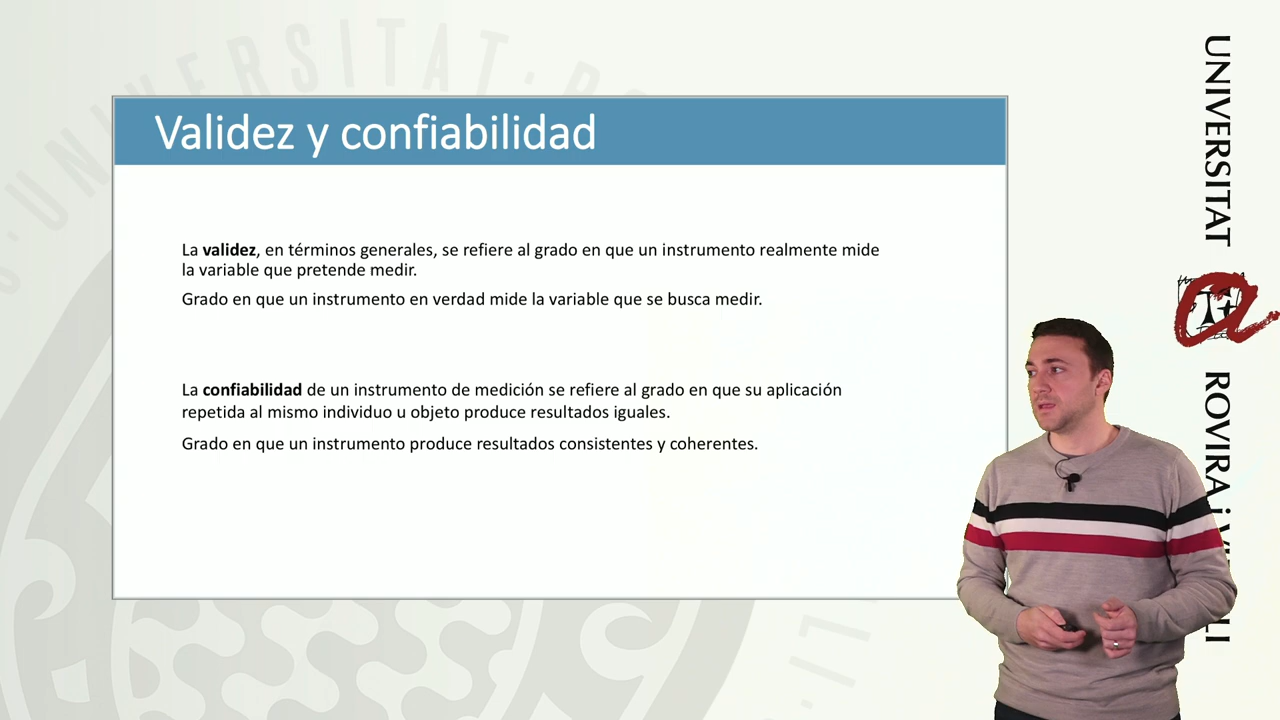 Validez y confiabilidad
La validez, en términos generales, se refiere al grado en que un instrumento realmente mide
la variable que pretende medir.
Grado en que un instrumento en verdad mide la variable que se busca medir.
La confiabilidad de un instrumento de medición se refiere al grado en que su aplicación
repetida al mismo individuo u objeto produce resultados iguales.
Grado en que un instrumento produce resultados consistentes y coherentes.
UNIVERSITAT
ROVIRA i